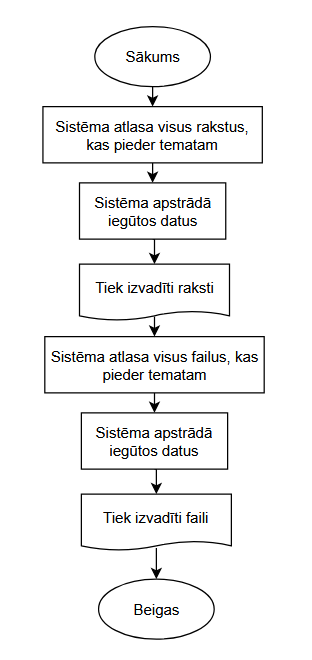 Sākums
Sistēma atlasa visus rakstus,
kas pieder tematam
Sistēma apstrādā
iegūtos datus
Tiek izvadīti raksti
Sistēma atlasa visus failus, kas
pieder tematam
Sistēma apstrādā
iegūtos datus
Tiek izvadīti faili
Beigas